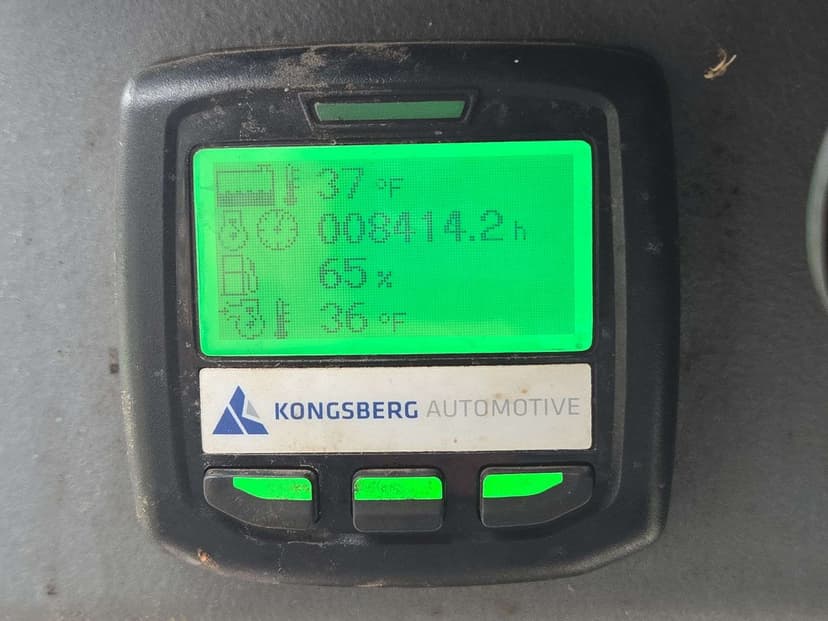 37 °F
008414.2 h
65 %
36 °F
KONGSBERG AUTOMOTIVE